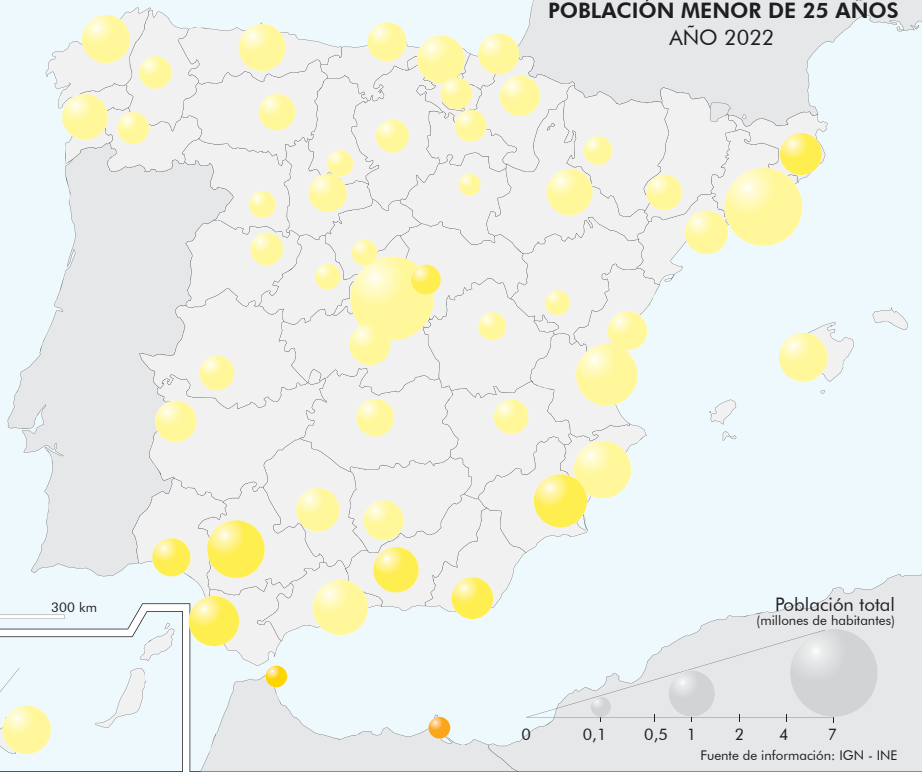 POBLACIÓN MENOR DE 25 AÑOS
AÑO 2022
300 km
Población total
(millones de habitantes)
0 0,1 0,5 1 2 4 7
Fuente de información: IGN - INE